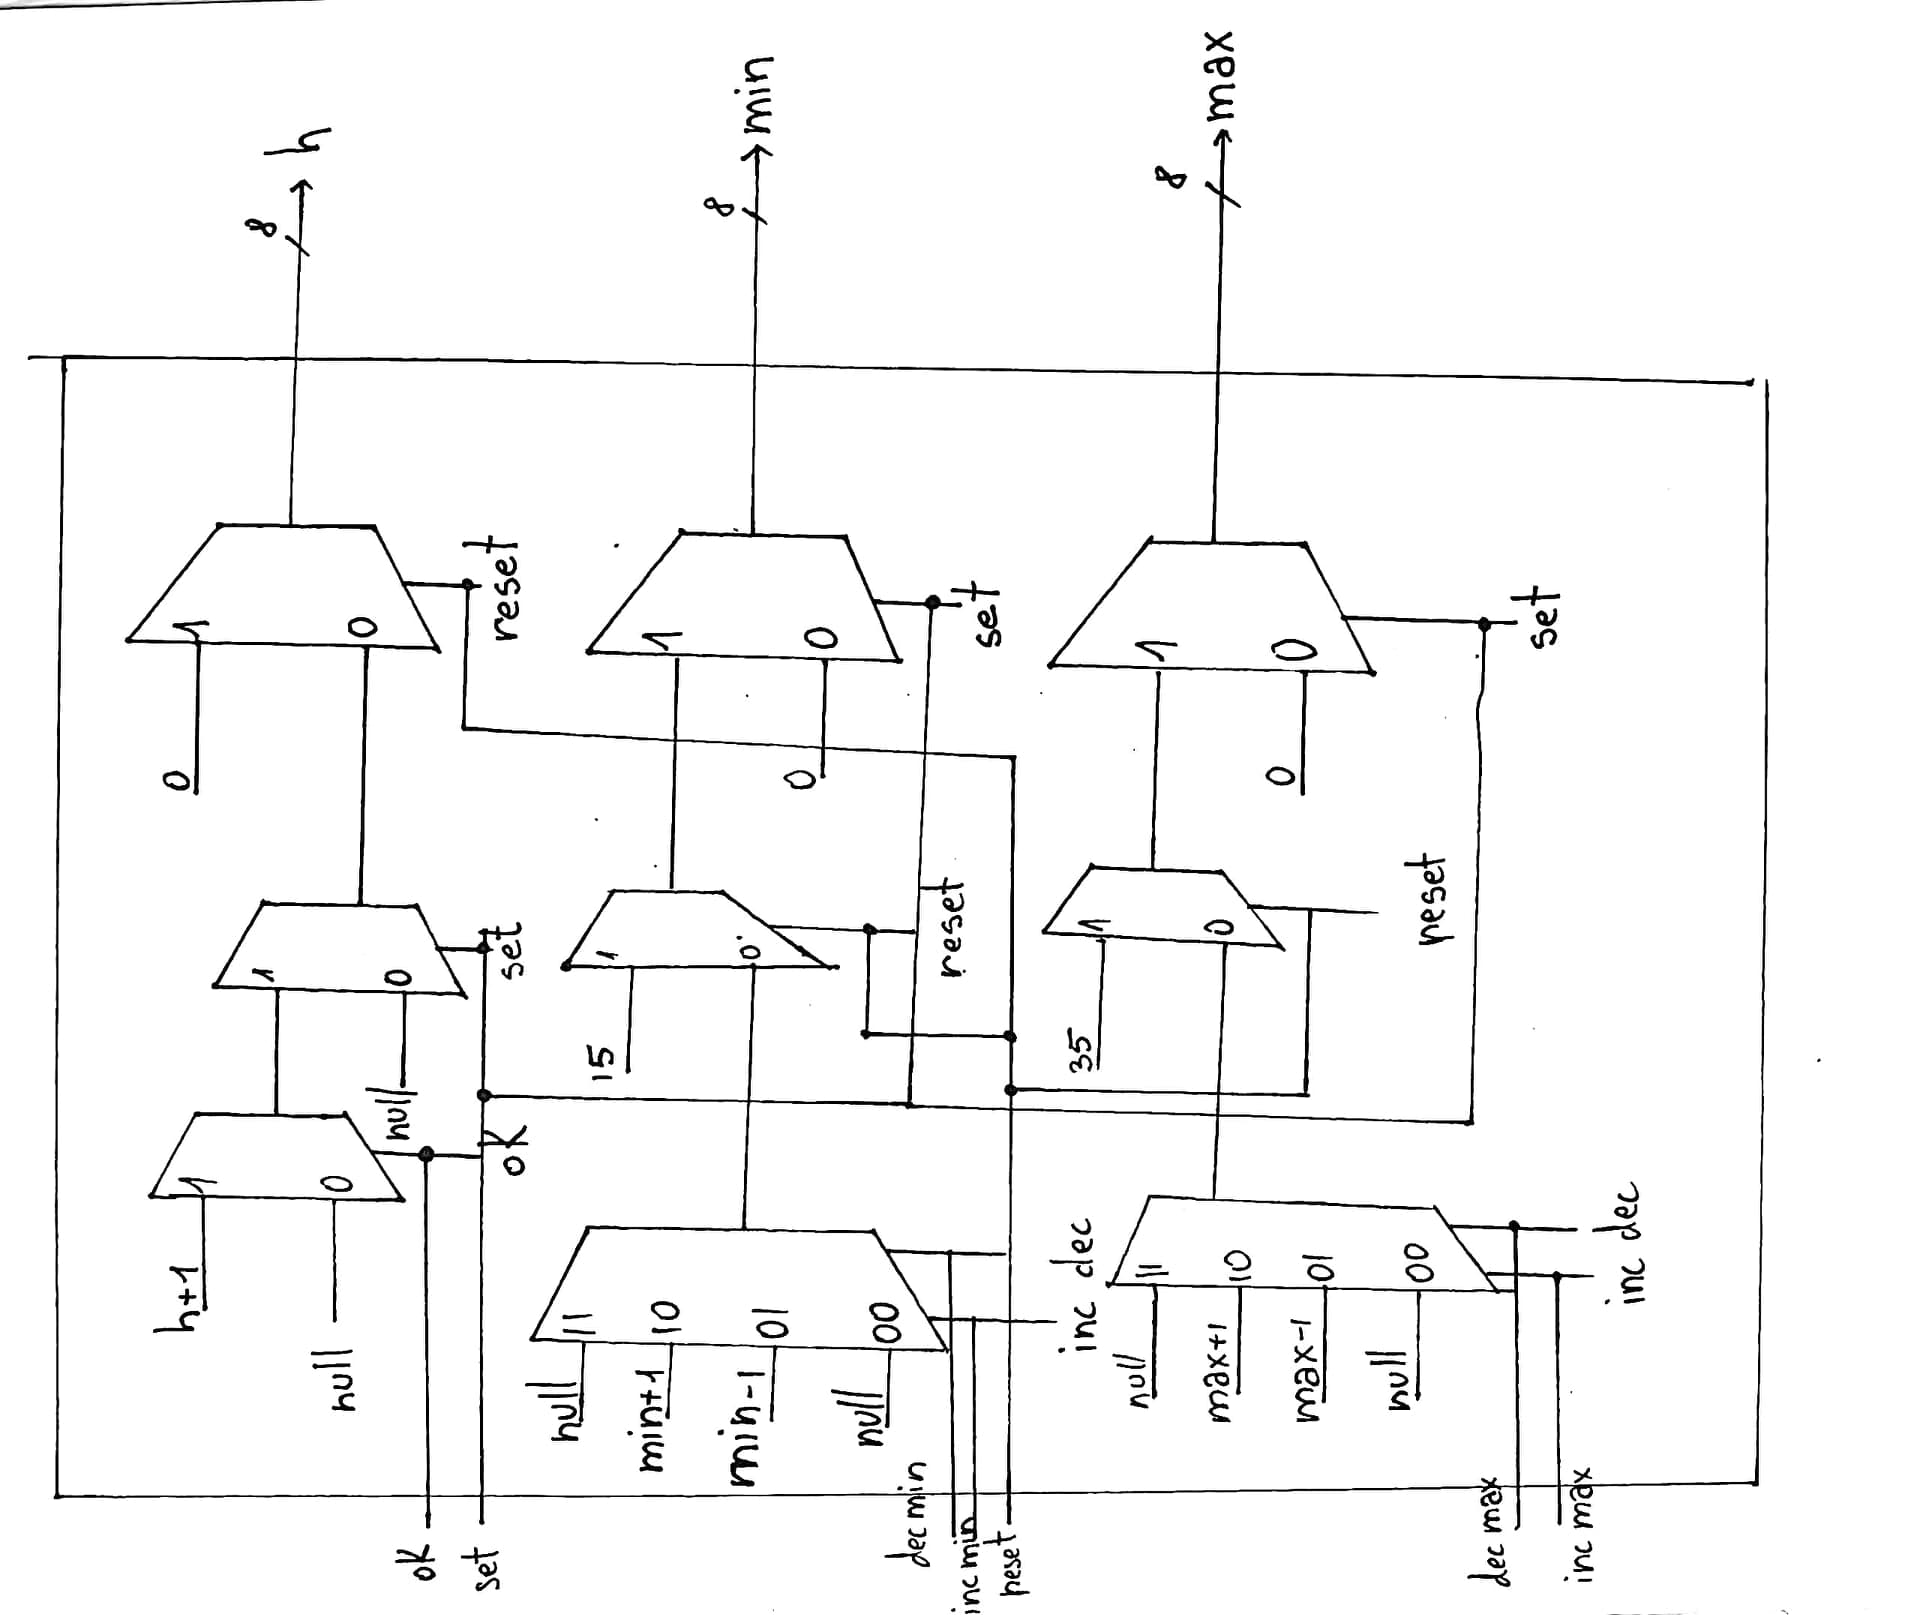 8 h
8 min
8 max
1 0 reset
1 0 set
1 0 set
0
0
0
1 0 set
1 0 reset
1 0 reset
null
15
35
1 0 ok
h+1
null
11 10 01 00 inc dec
null
min+1
min-1
null
11 10 01 00 inc dec
null
max+1
max-1
null
ok
set
dec min
inc min
reset
dec max
inc max